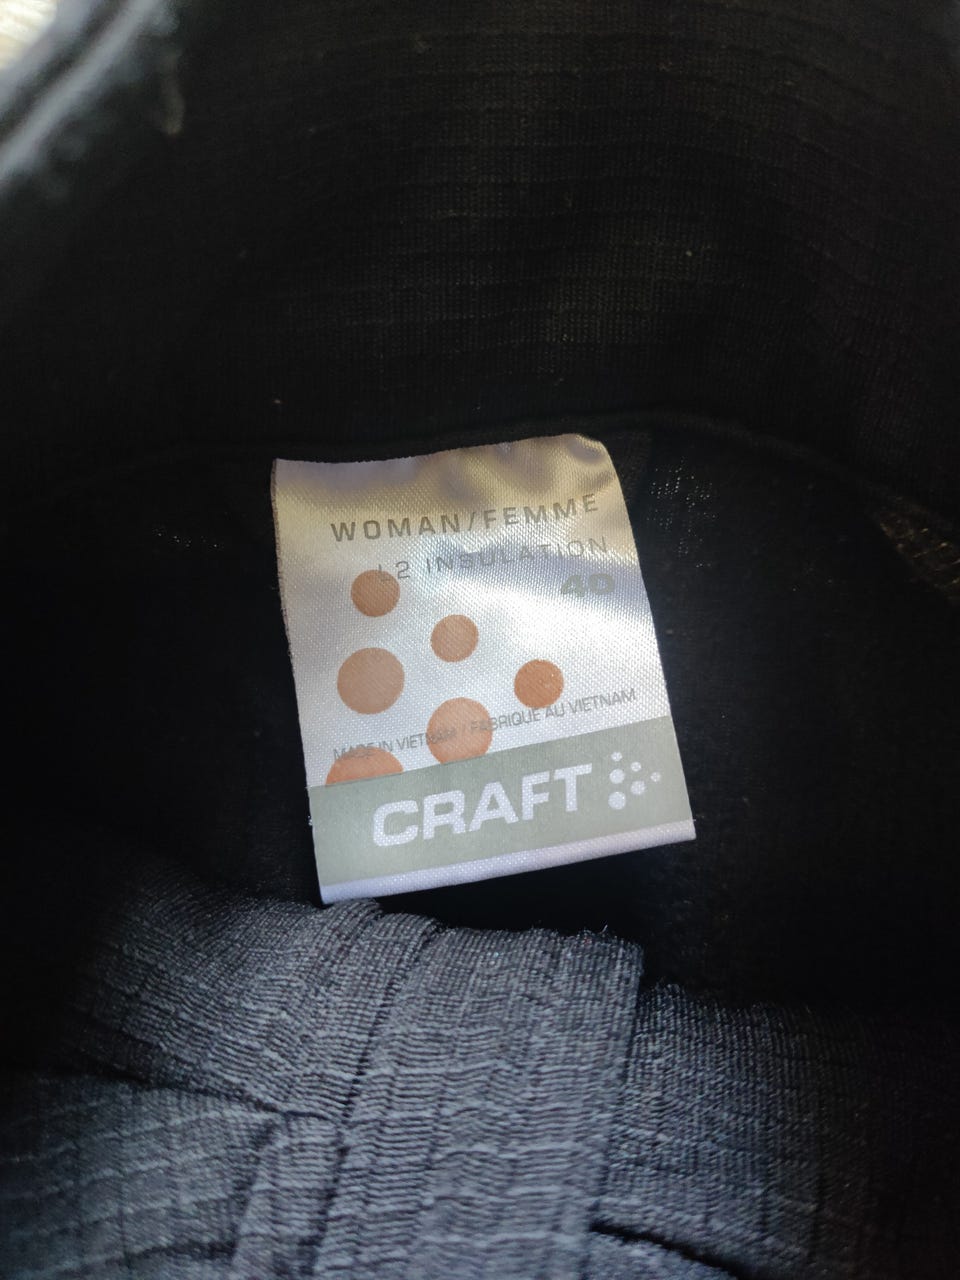 WOMAN/FEMME
L2 INSULATION
40
MADE IN VIETNAM / FABRIQUE AU VIETNAM
CRAFT